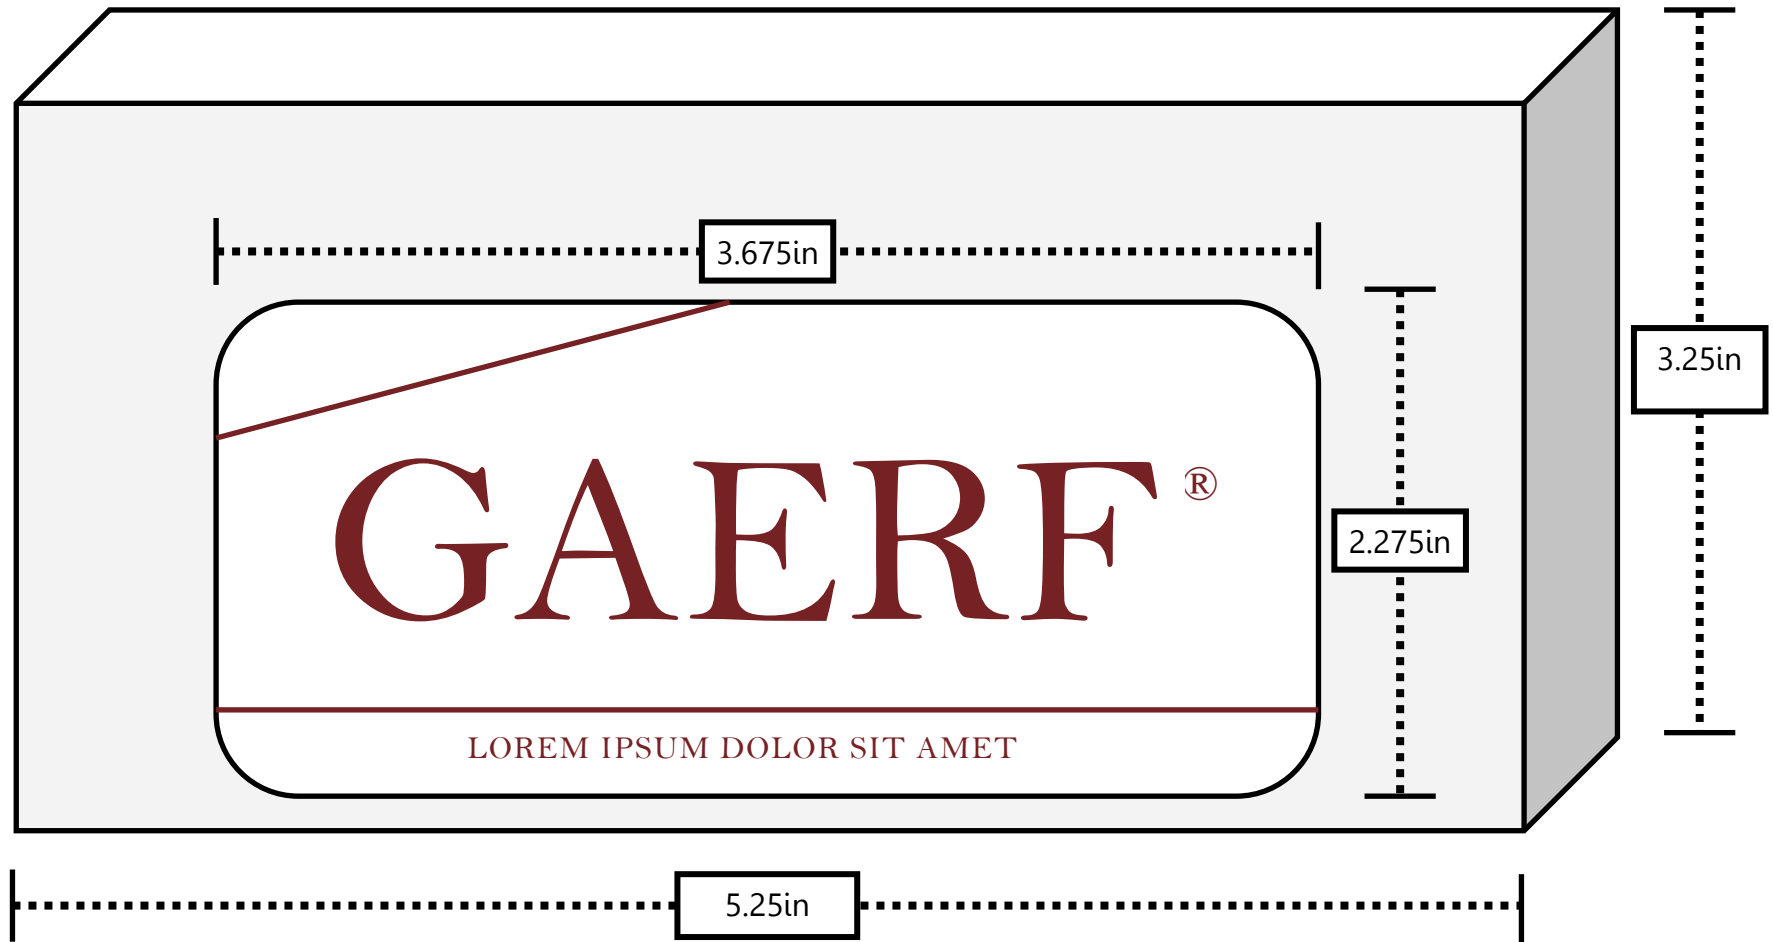 3.675in
3.25in
GAERF ®
2.275in
LOREM IPSUM DOLOR SIT AMET
5.25in